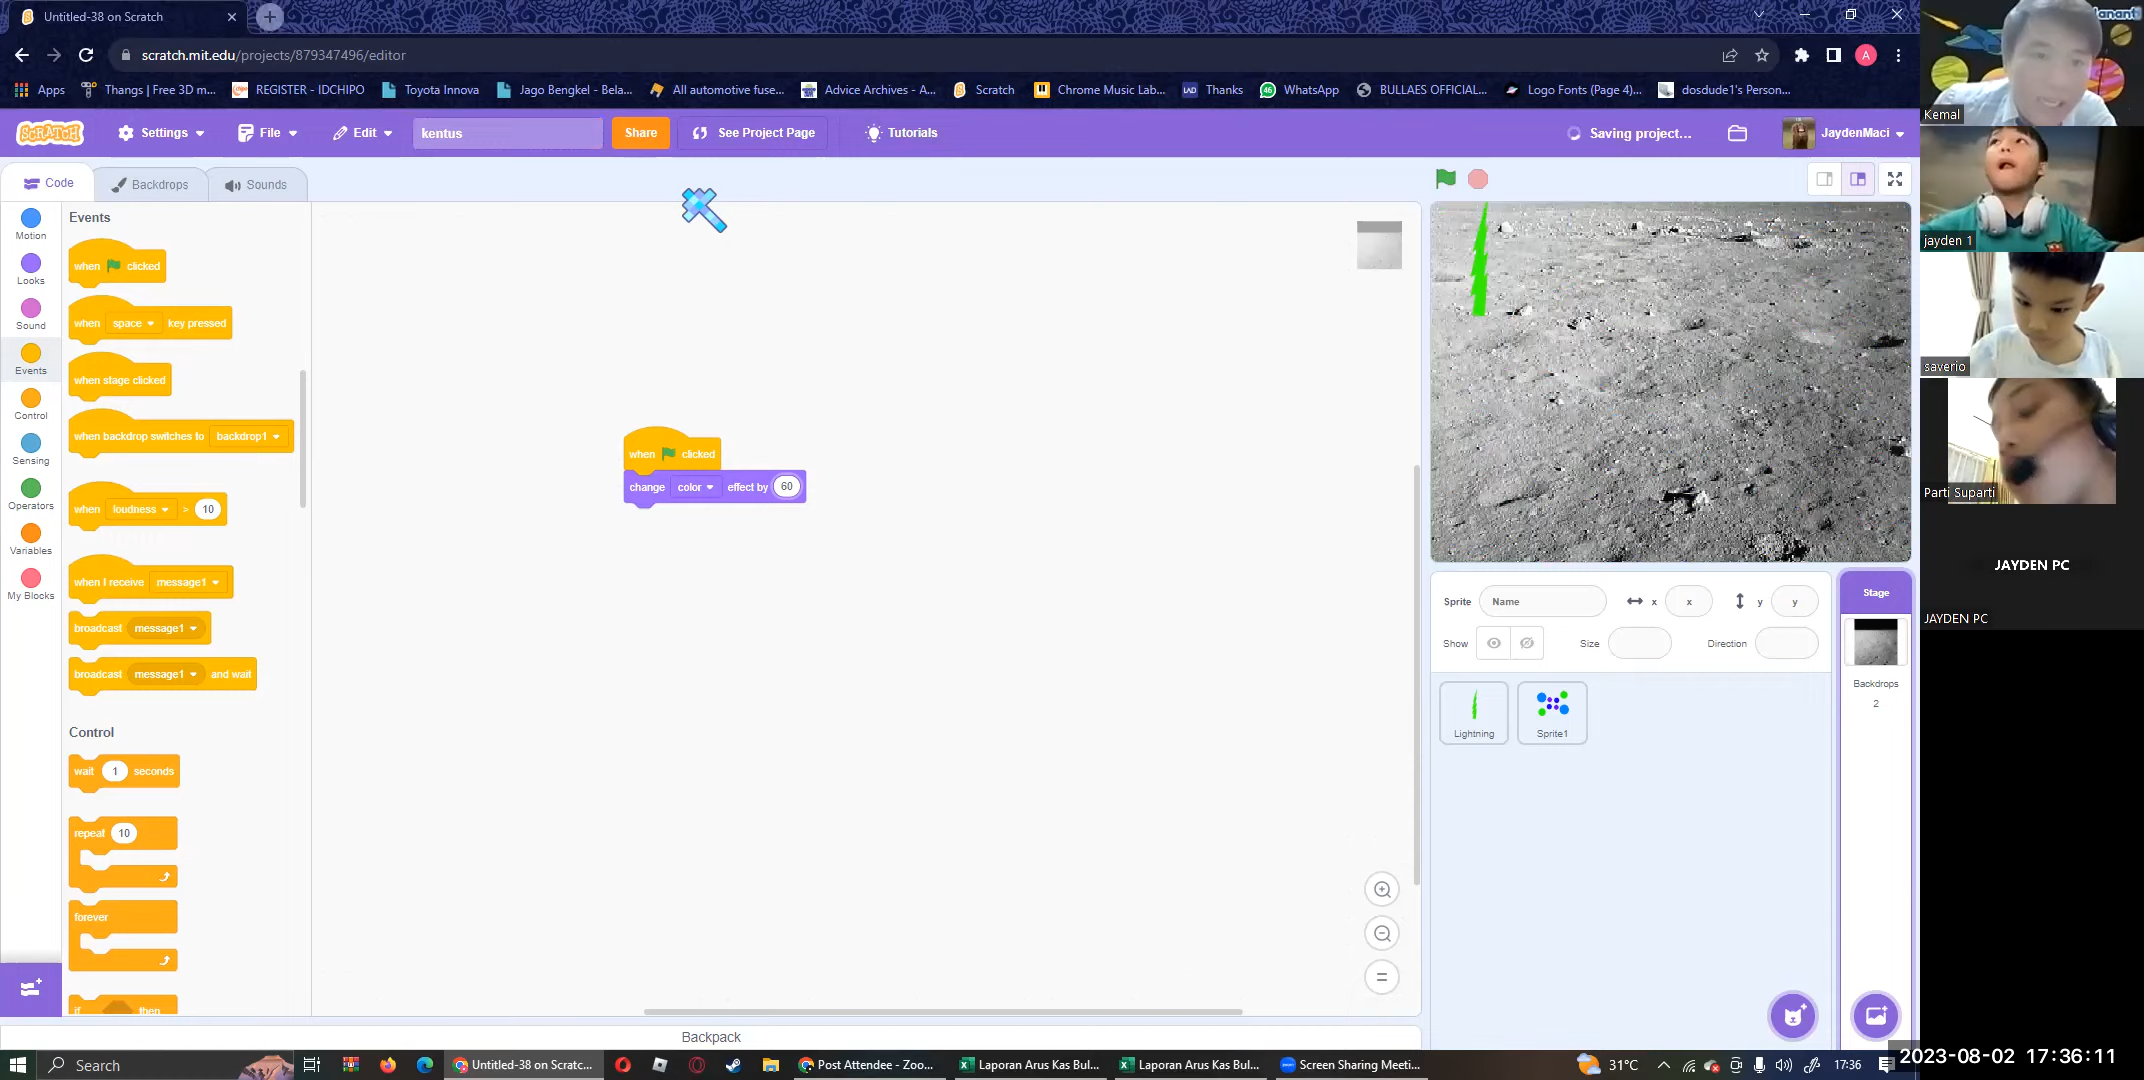 Untitled-38 on Scratch
scratch.mit.edu/projects/879347496/editor
Apps
Thangs | Free 3D m...
REGISTER - IDCHIPO
Toyota Innova
Jago Bengkel - Bela...
All automotive fuse...
Advice Archives - A...
Scratch
Chrome Music Lab...
Thanks
WhatsApp
BULLAES OFFICIAL...
Logo Fonts (Page 4)...
dosdude1's Person...
SCRATCH
Settings
File
Edit
kentus
Share
See Project Page
Tutorials
Saving project...
JaydenMaci
Code
Backdrops
Sounds
Motion
Looks
Sound
Events
Control
Sensing
Operators
Variables
My Blocks
Events
when clicked
when space key pressed
when stage clicked
when backdrop switches to backdrop1
when loudness > 10
when I receive message1
broadcast message1
broadcast message1 and wait
Control
wait 1 seconds
repeat 10
forever
if then
when clicked
change color effect by 60
Backpack
Sprite Name x x y y
Show Size Direction
Lightning
Sprite1
Stage
Backdrops
2
Kemal
jayden 1
saverio
Parti Suparti
JAYDEN PC
JAYDEN PC
Search
Untitled-38 on Scratc...
Post Attendee - Zoo...
Laporan Arus Kas Bul...
Laporan Arus Kas Bul...
Screen Sharing Meeti...
31°C
17:36
2023-08-02 17:36:11